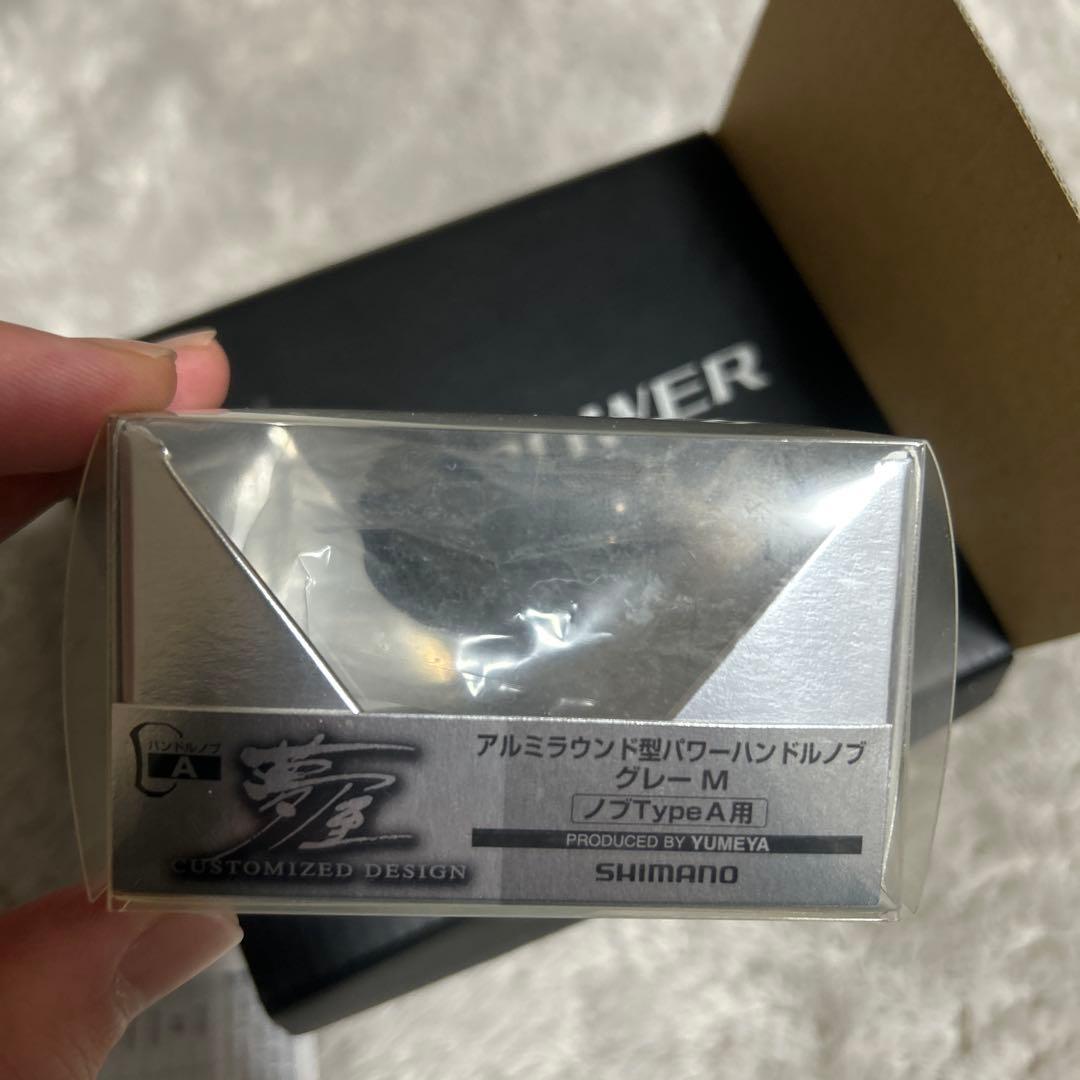 ハンドルノブ
A
夢屋
CUSTOMIZED DESIGN
アルミラウンド型パワーハンドルノブ
グレー M
ノブTypeA用
PRODUCED BY YUMEYA
SHIMANO